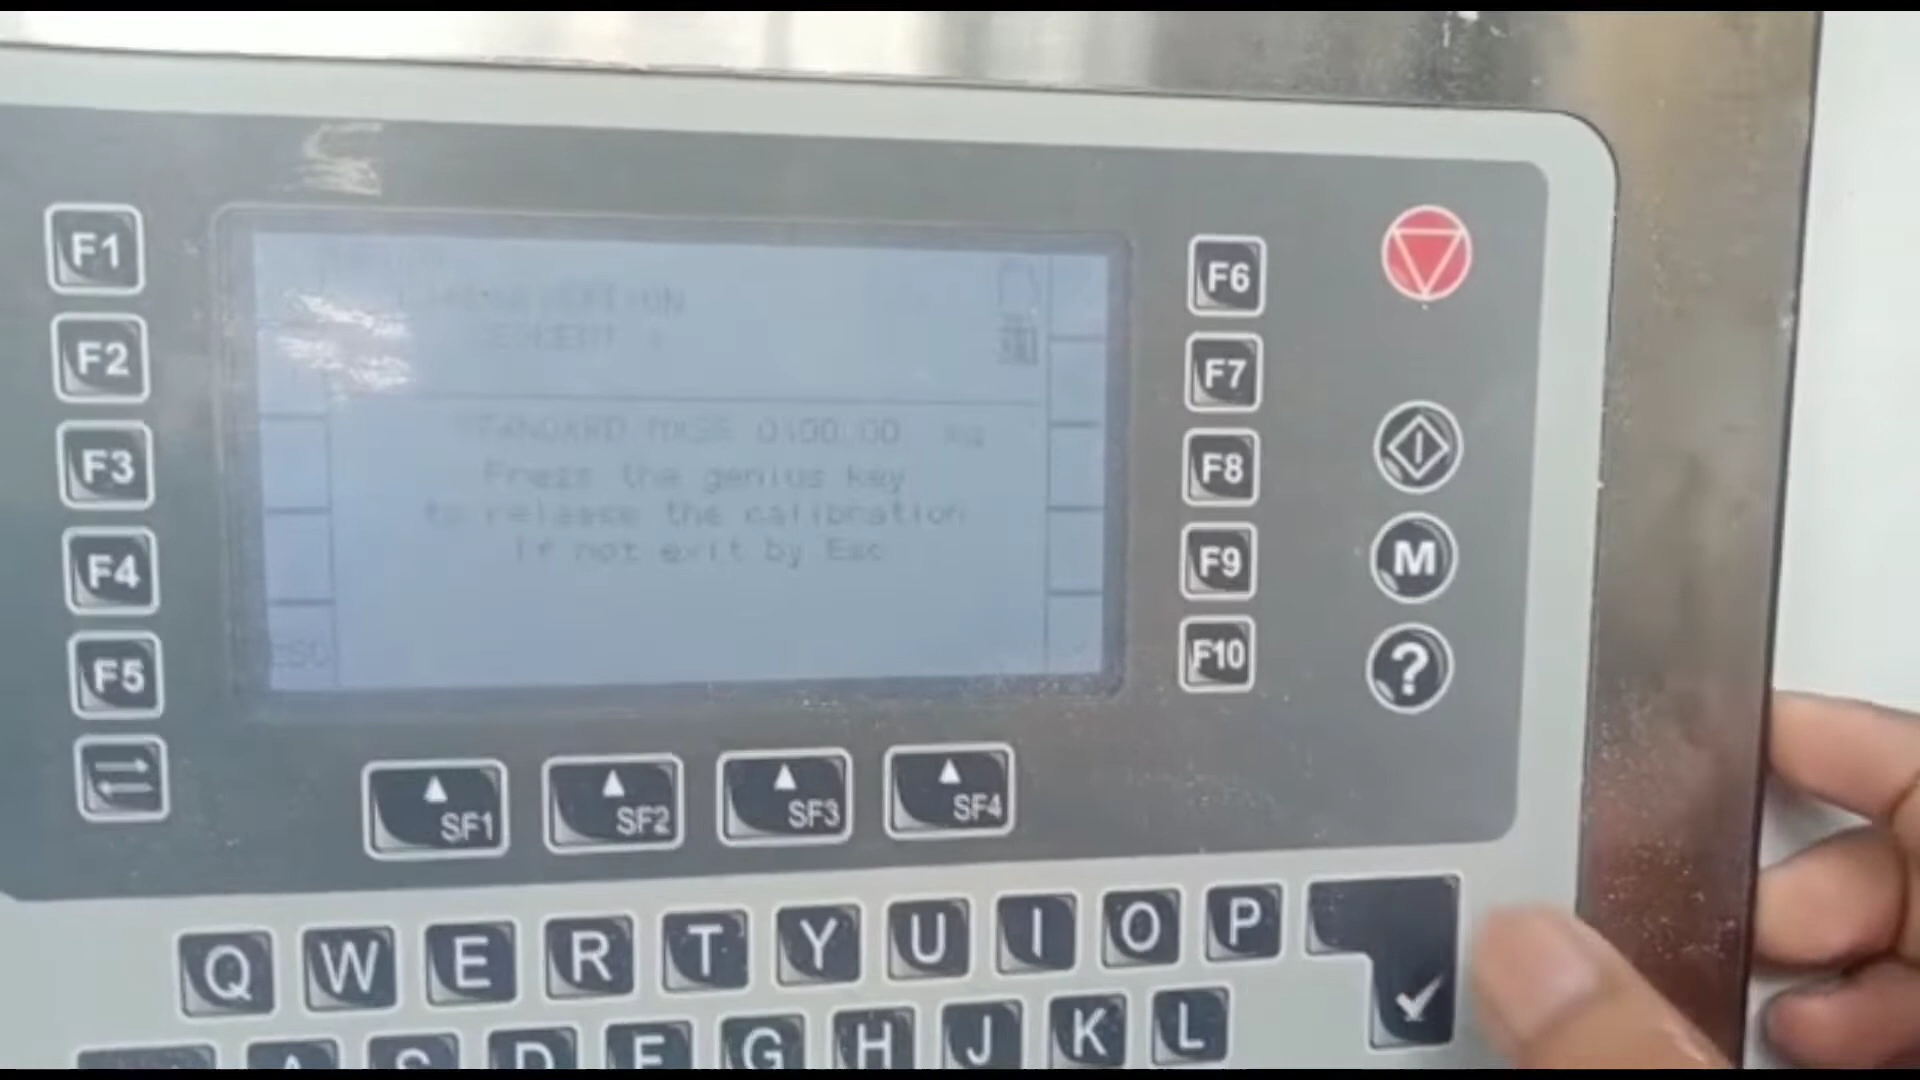 F1
F2
F3
F4
F5
STANDARD MASS 0100.00 kg
Press the genius key
to release the calibration
if not exit by Esc
ESC
F6
F7
F8
F9
F10
M
?
SF1 SF2 SF3 SF4
Q W E R T Y U I O P
A S D F G H J K L